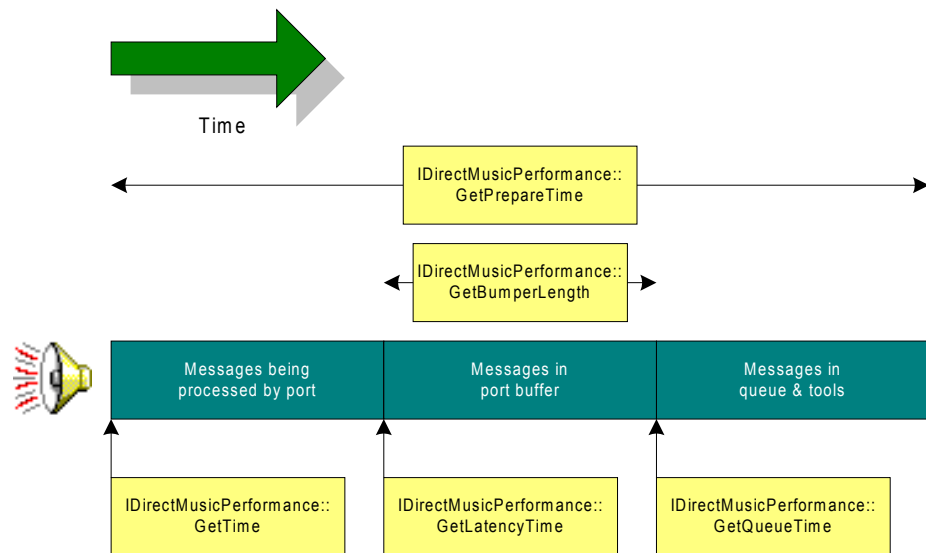 Time
IDirectMusicPerformance::
GetPrepareTime
IDirectMusicPerformance::
GetBumperLength
Messages being
processed by port
Messages in
port buffer
Messages in
queue & tools
IDirectMusicPerformance::
GetTime
IDirectMusicPerformance::
GetLatencyTime
IDirectMusicPerformance::
GetQueueTime